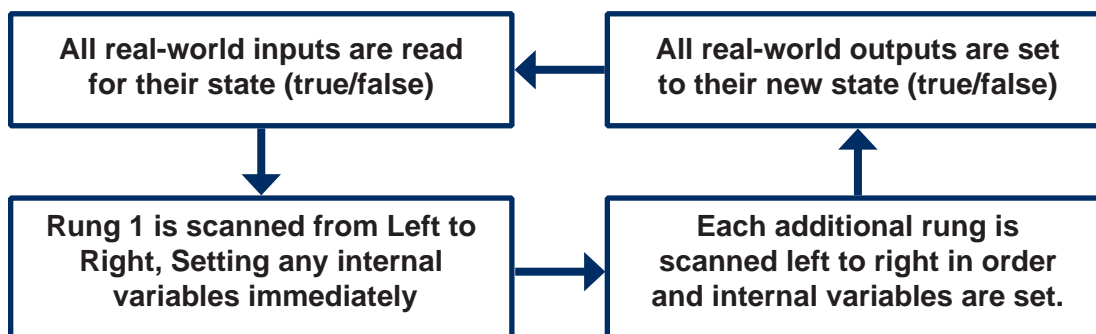 All real-world inputs are read
for their state (true/false)
All real-world outputs are set
to their new state (true/false)
Rung 1 is scanned from Left to
Right, Setting any internal
variables immediately
Each additional rung is
scanned left to right in order
and internal variables are set.